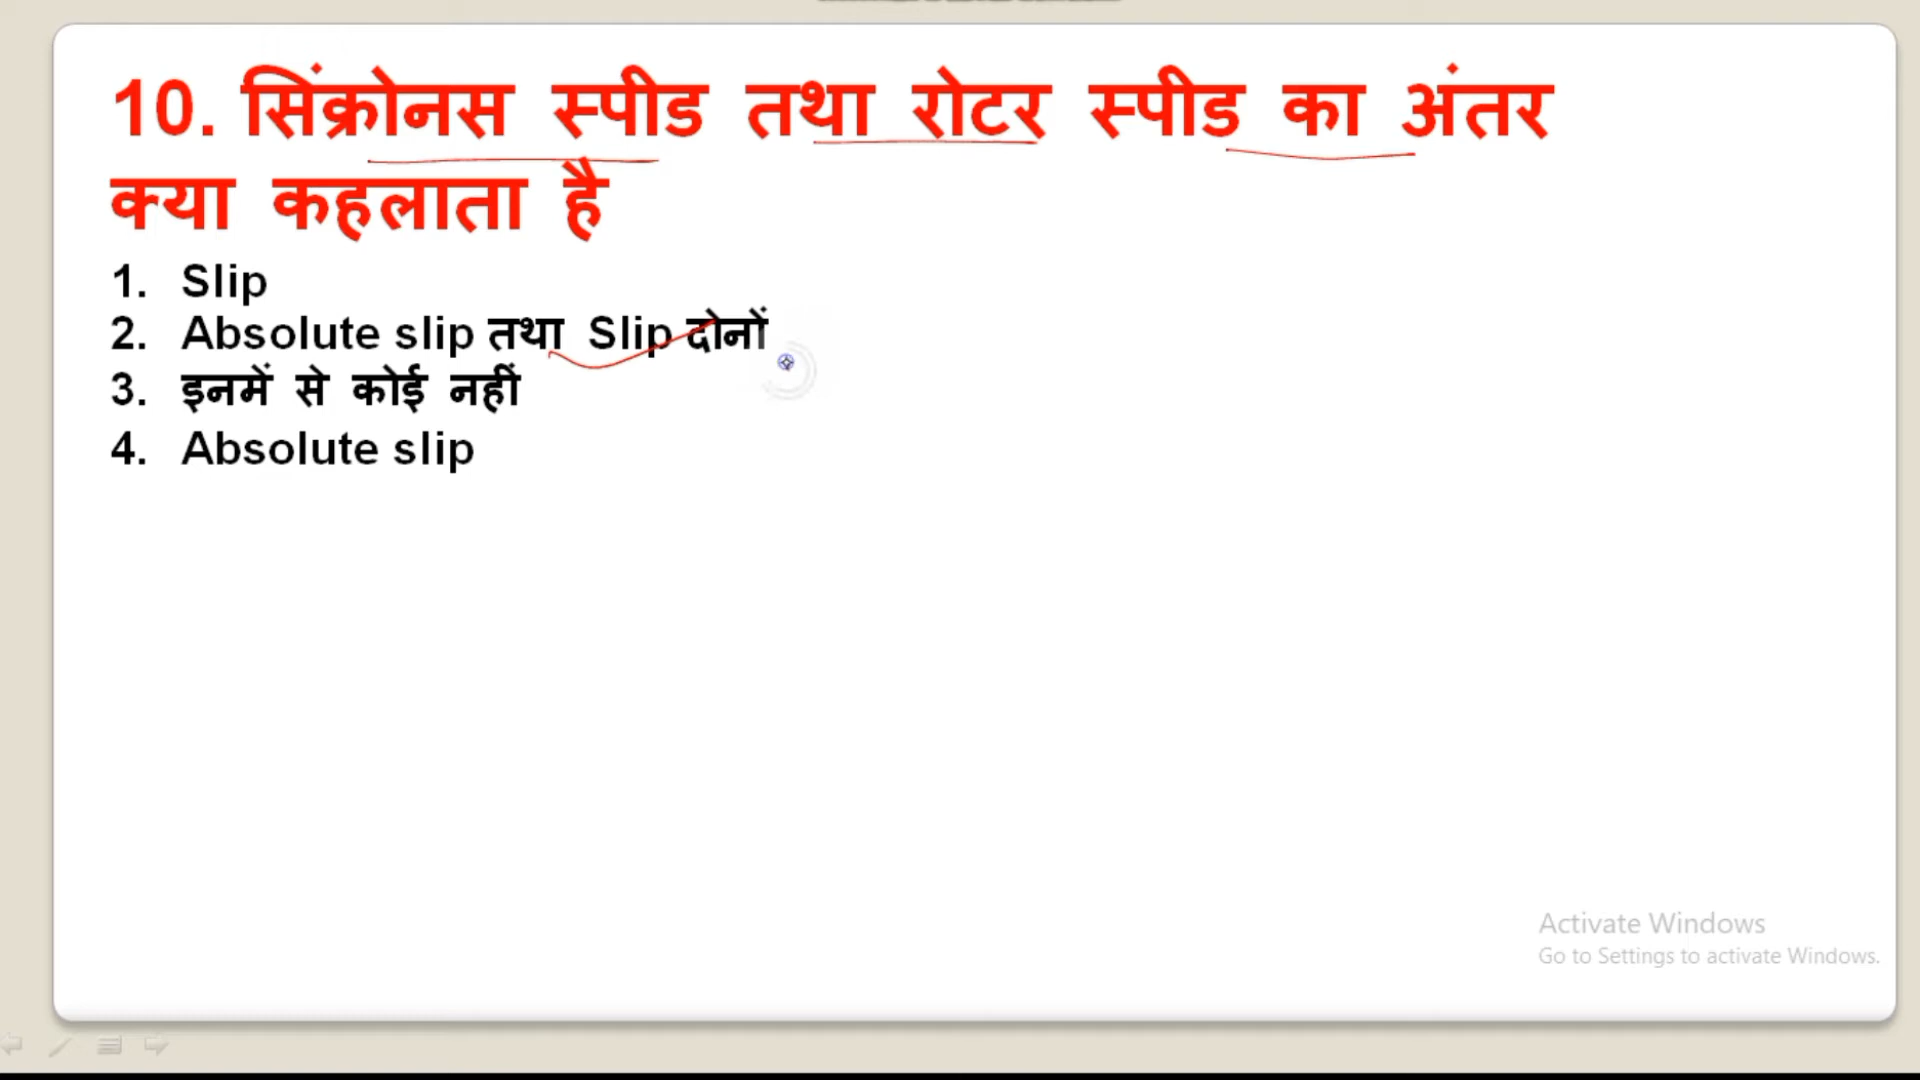 10. सिंक्रोनस स्पीड तथा रोटर स्पीड का अंतर
क्या कहलाता है
1. Slip
2. Absolute slip तथा Slip दोनों
3. इनमें से कोई नहीं
4. Absolute slip
Activate Windows
Go to Settings to activate Windows.